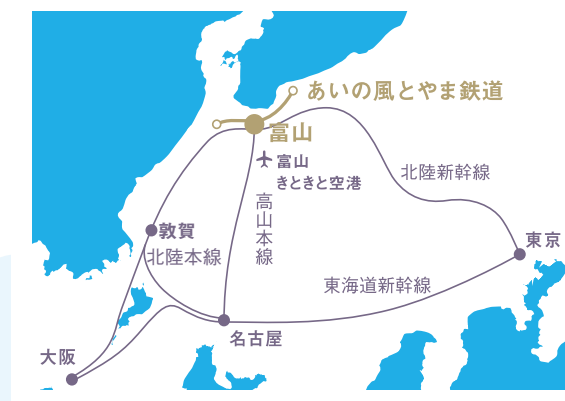 あいの風とやま鉄道
富山
富山
きときと空港
北陸新幹線
高山本線
敦賀
北陸本線
東京
東海道新幹線
名古屋
大阪